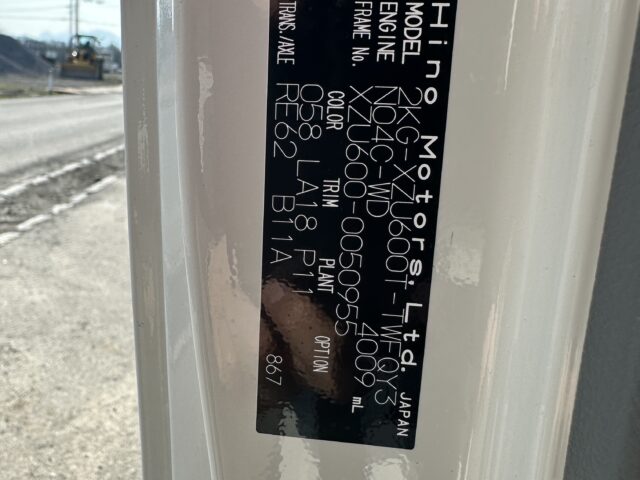 Hino Motors, Ltd. JAPAN
MODEL 2KG-XZU600T-TWFQY3
ENGINE N04C-WD 4009 mL
FRAME No. XZU600-0050955
COLOR TRIM PLANT OPTION
058 LA18 P11
TRANS./AXLE RE62 B11A 867